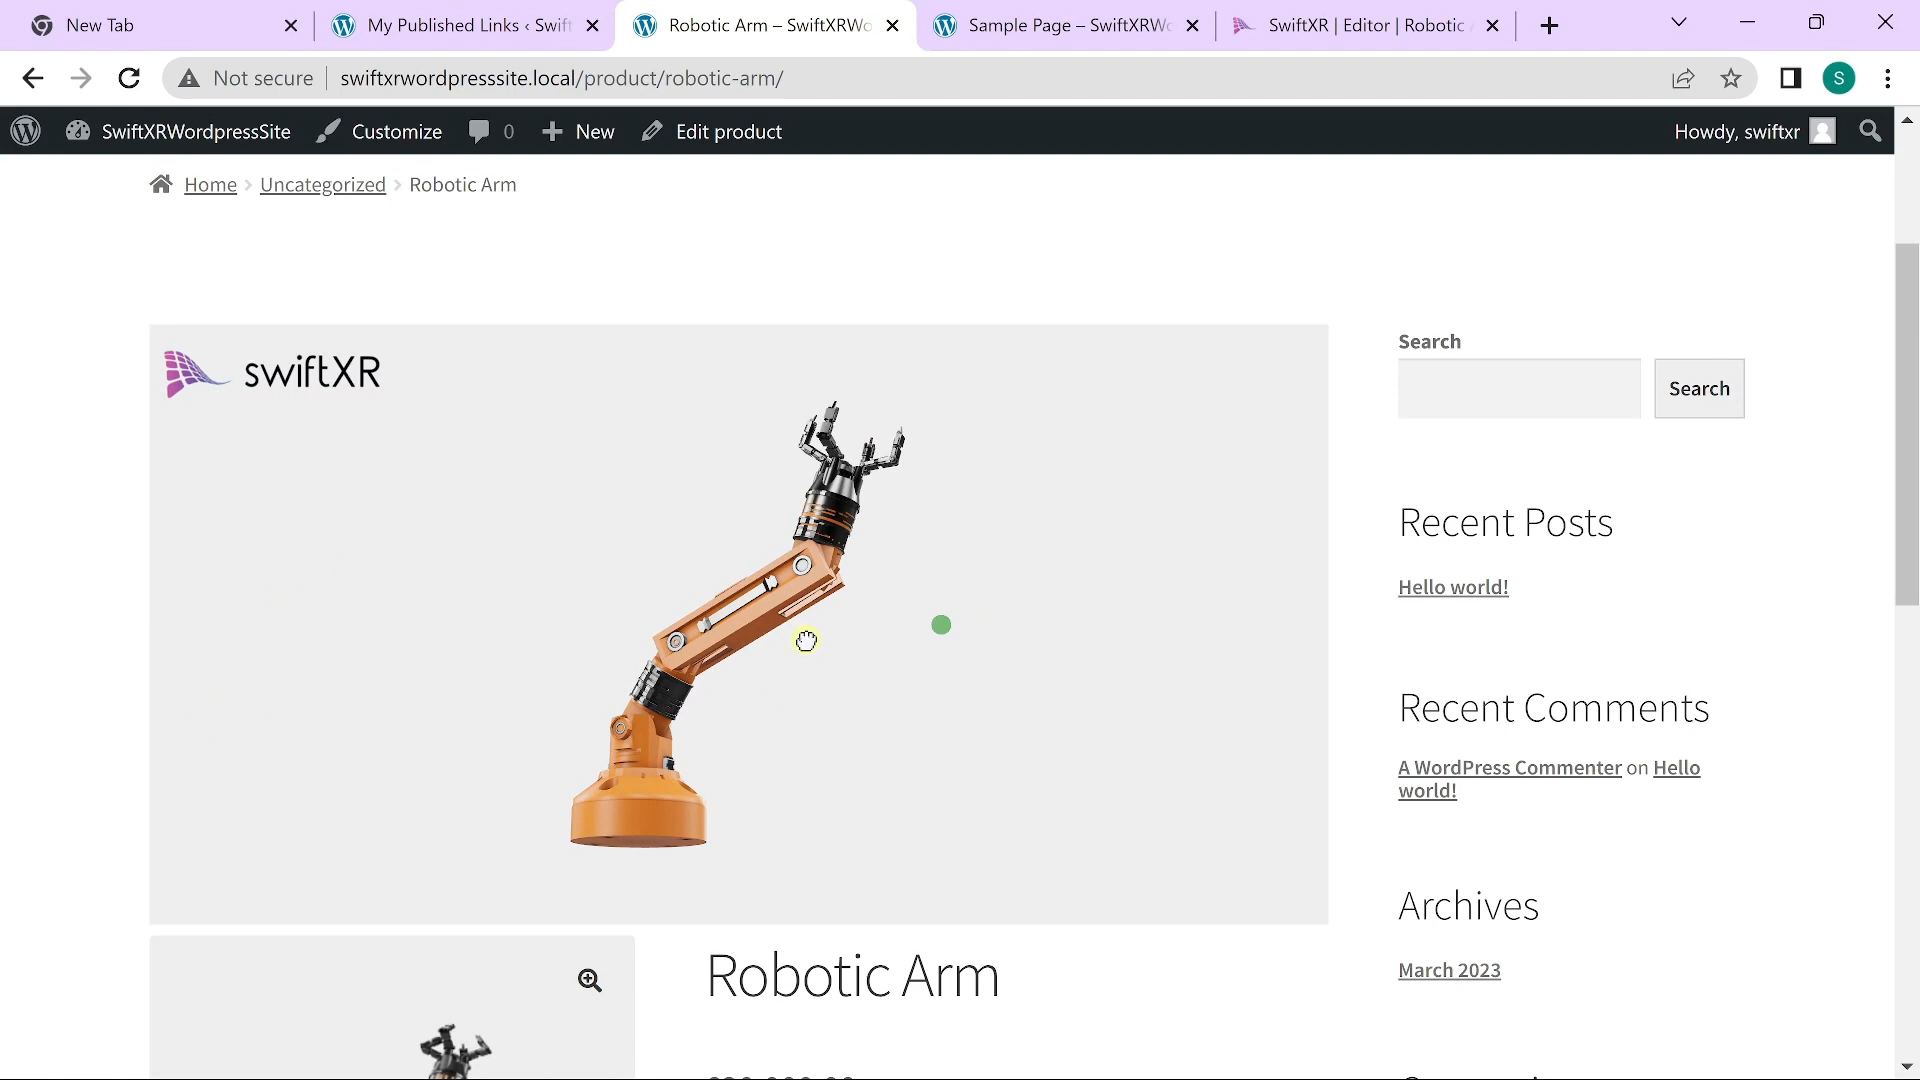 New Tab
My Published Links ‹ Swift
Robotic Arm – SwiftXRWo
Sample Page – SwiftXRWo
SwiftXR | Editor | Robotic
Not secure
swiftxrwordpresssite.local/product/robotic-arm/
S
SwiftXRWordpressSite
Customize
0
New
Edit product
Howdy, swiftxr
Home
Uncategorized
Robotic Arm
swiftXR
Search
Search
Recent Posts
Hello world!
Recent Comments
A WordPress Commenter on Hello
world!
Archives
March 2023
Robotic Arm